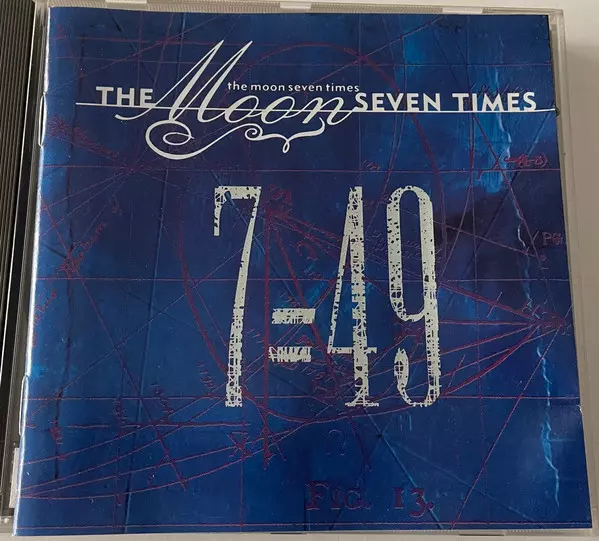 the moon seven times
THE Moon SEVEN TIMES
7=49
FIG. 13.